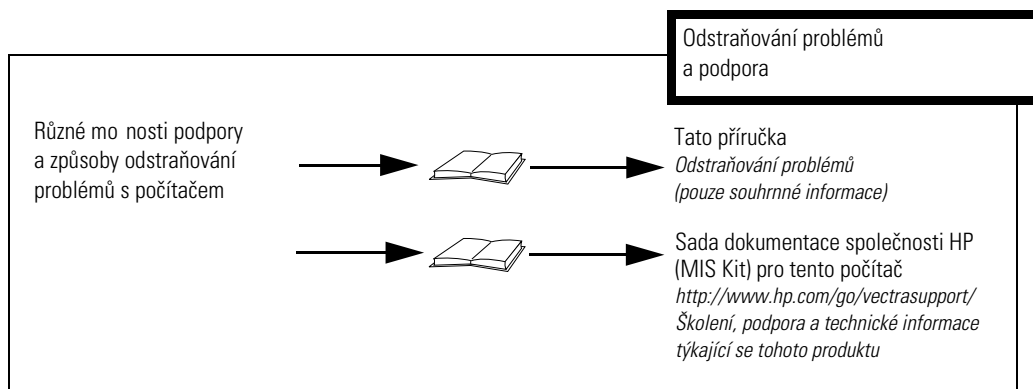 Odstraňování problémů
a podpora
Různé mo nosti podpory
a způsoby odstraňování
problémů s počítačem
Tato příručka
Odstraňování problémů
(pouze souhrnné informace)
Sada dokumentace společnosti HP
(MIS Kit) pro tento počítač
http://www.hp.com/go/vectrasupport/
Školení, podpora a technické informace
týkající se tohoto produktu